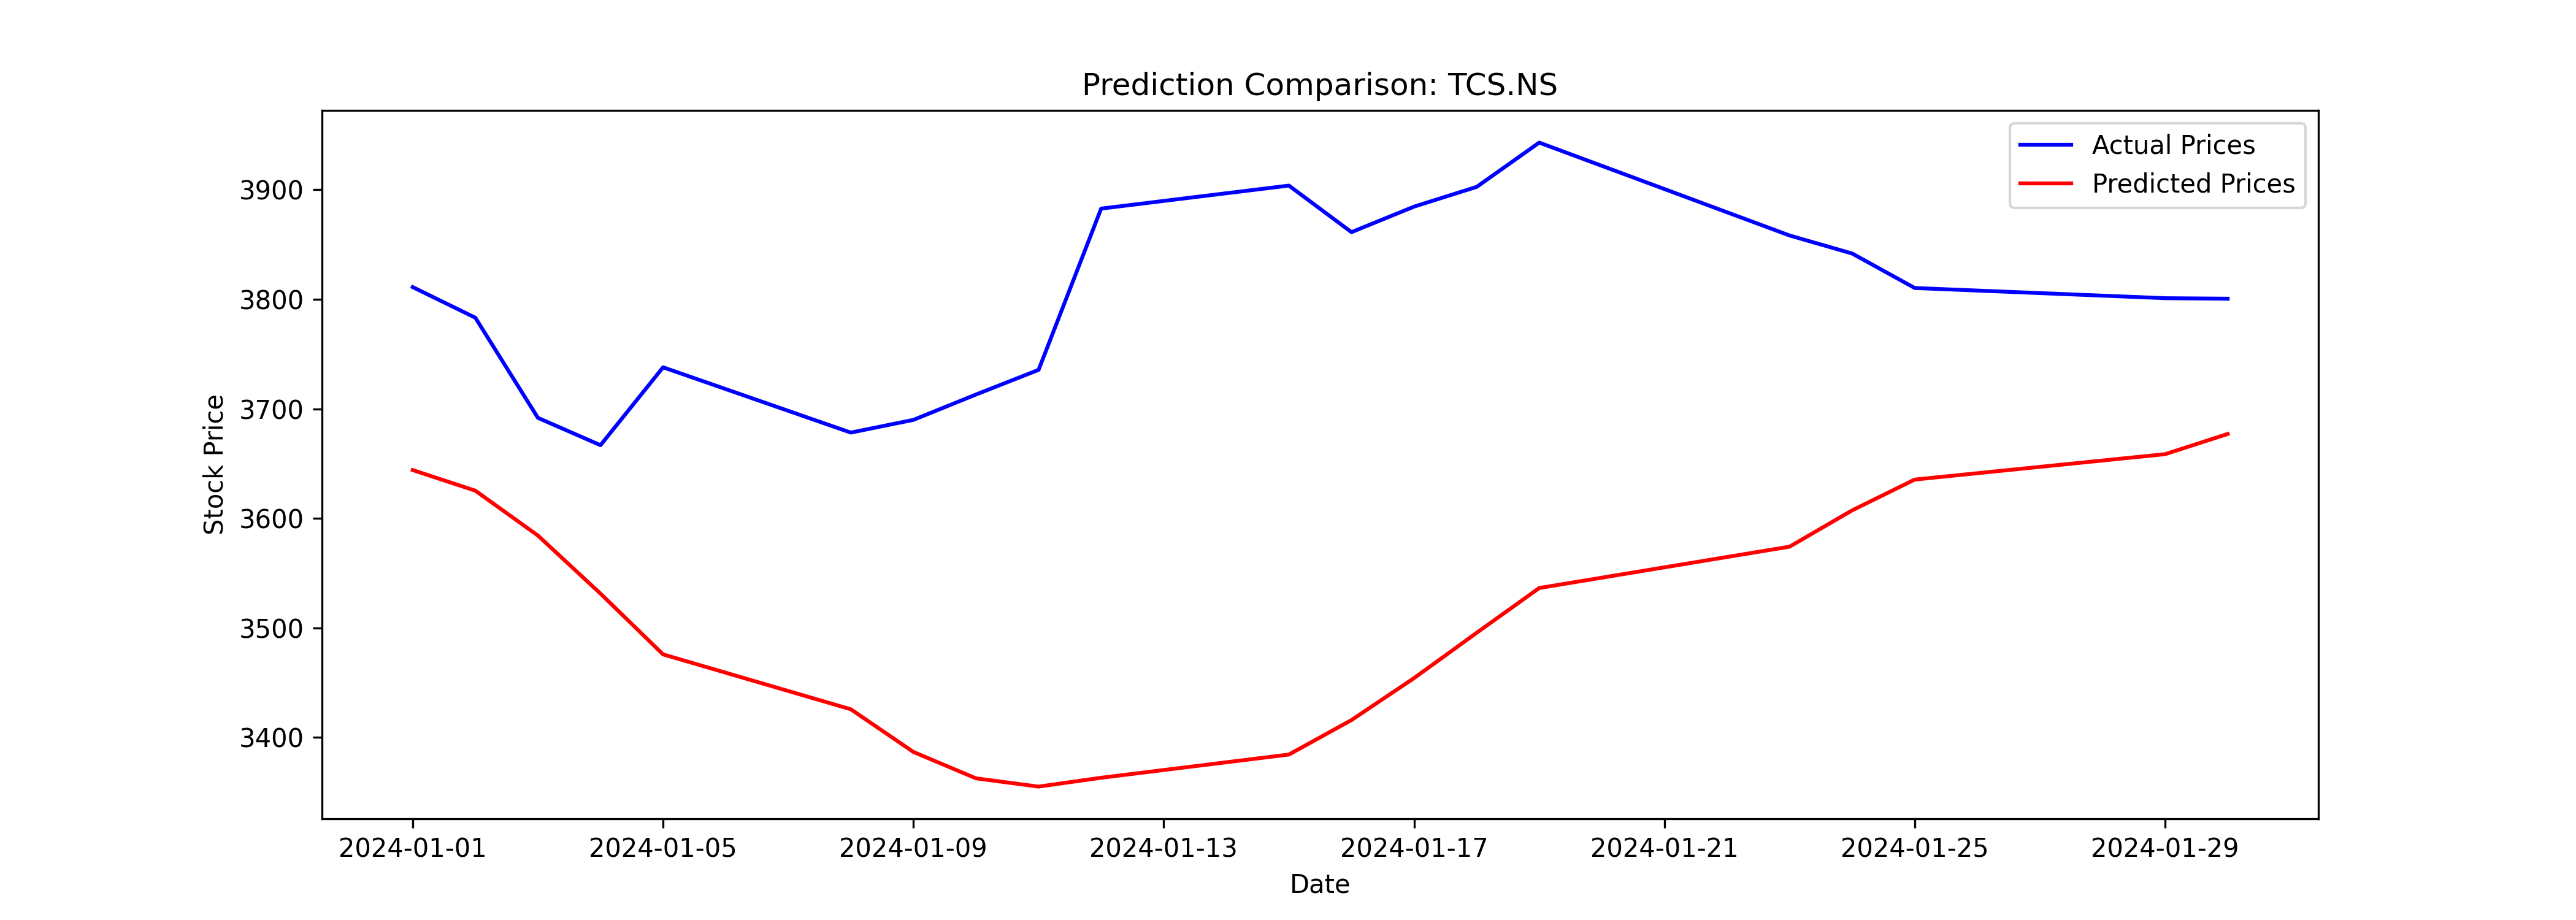 Prediction Comparison: TCS.NS
Actual Prices
Predicted Prices
3900
3800
3700
3600
3500
3400
Stock Price
2024-01-01 2024-01-05 2024-01-09 2024-01-13 2024-01-17 2024-01-21 2024-01-25 2024-01-29
Date